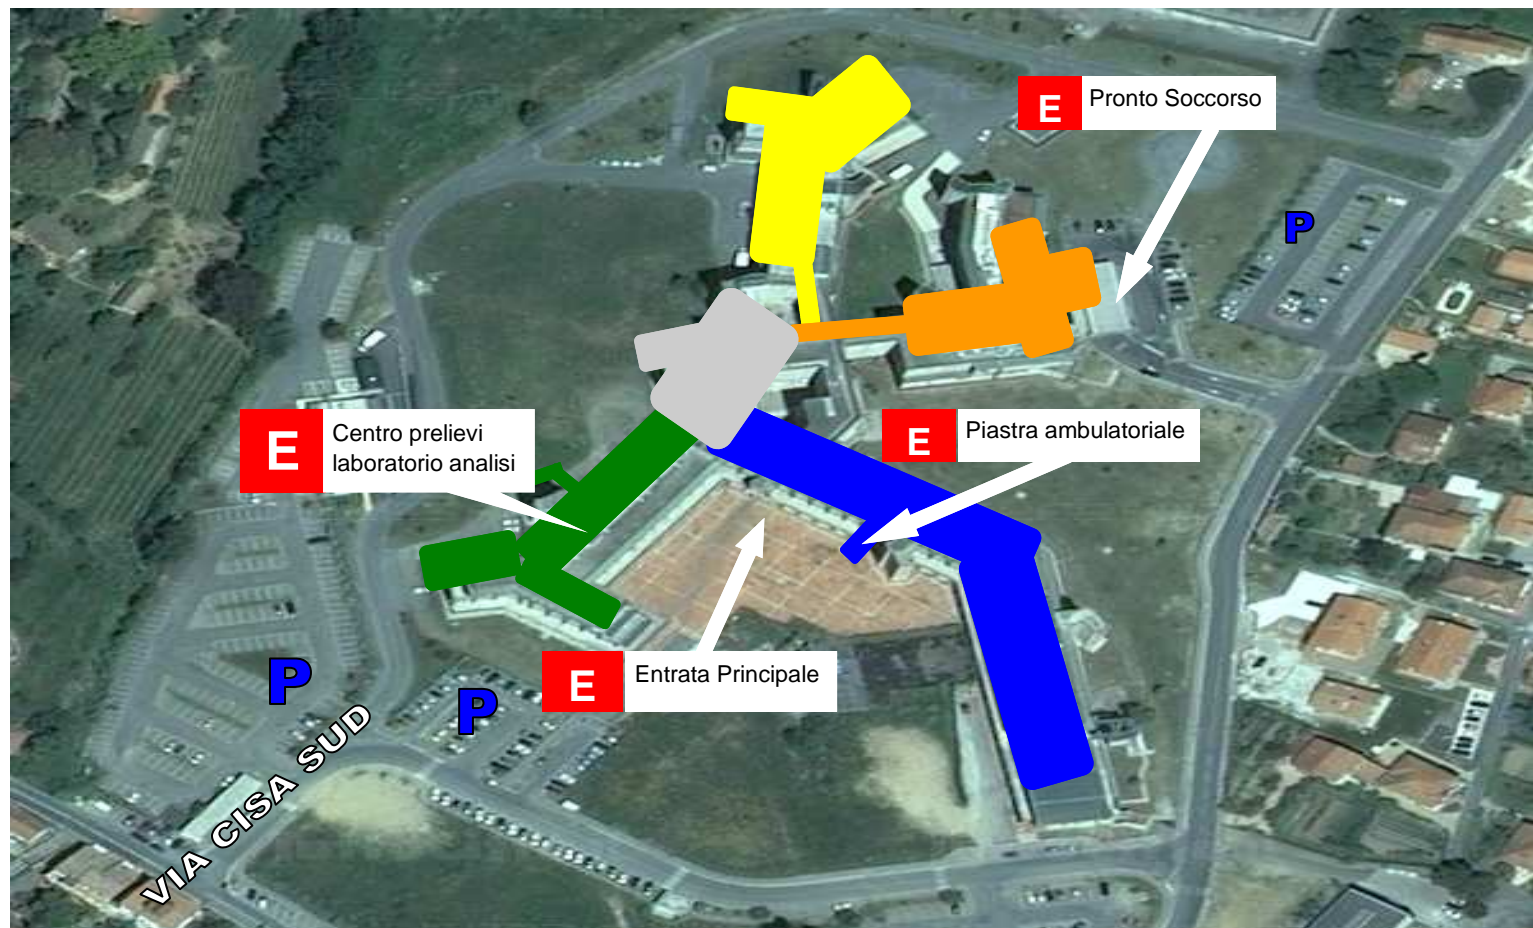 E Pronto Soccorso
P
E Centro prelievi
laboratorio analisi
E Piastra ambulatoriale
E Entrata Principale
P
P
VIA CISA SUD